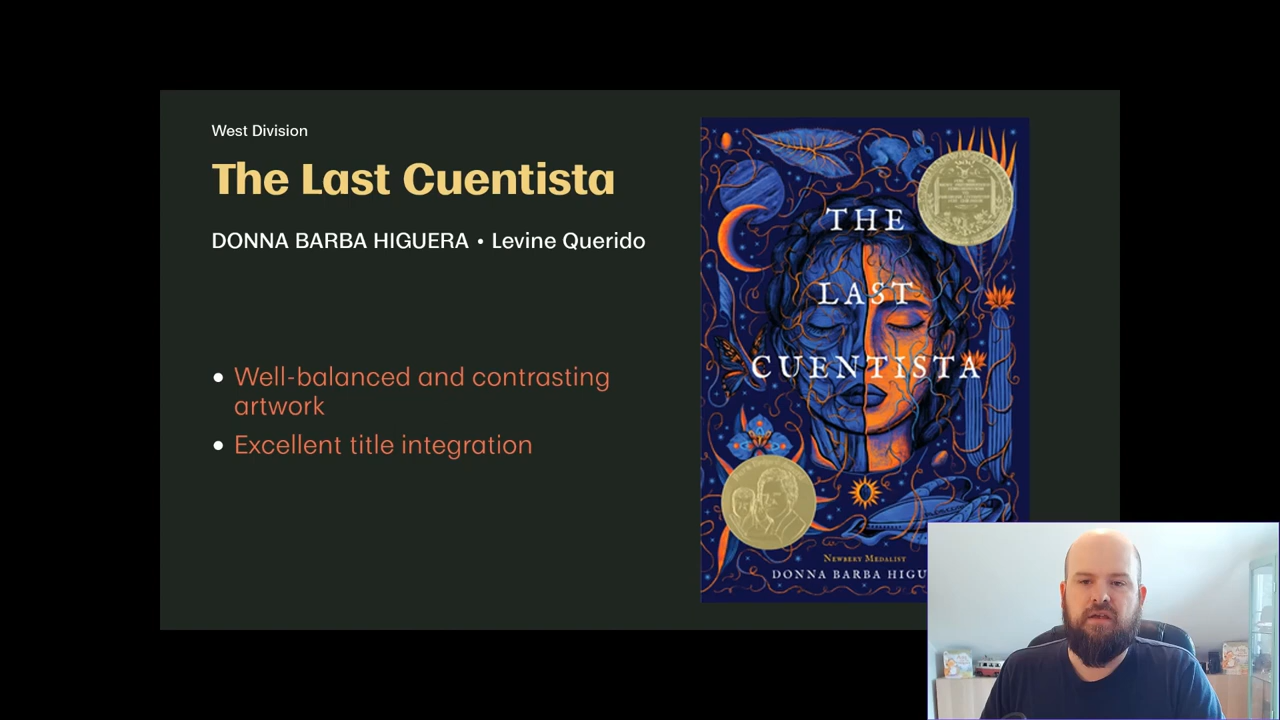 West Division
The Last Cuentista
DONNA BARBA HIGUERA • Levine Querido
• Well-balanced and contrasting
artwork
• Excellent title integration
THE
LAST
CUENTISTA
NEWBERY MEDALIST
DONNA BARBA HIGU